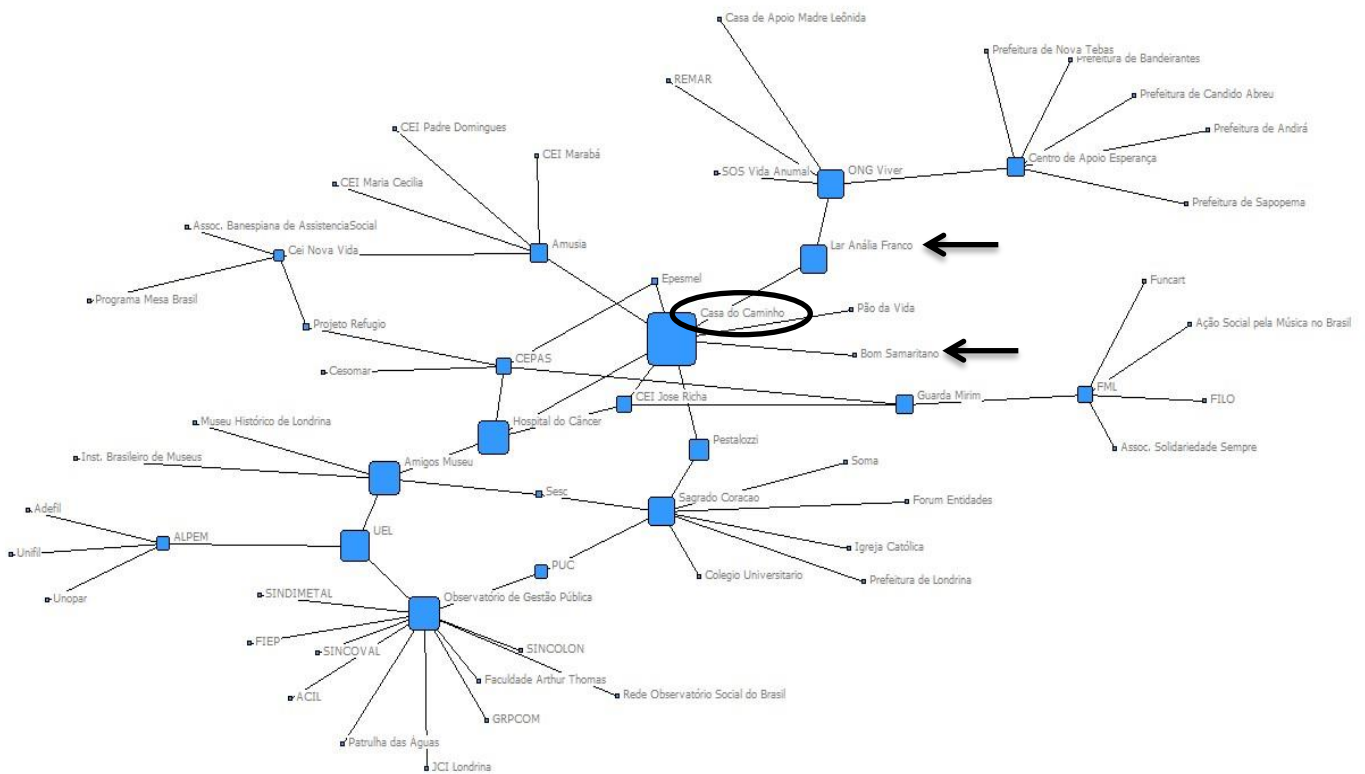 Casa de Apoio Madre Leônida
Prefeitura de Nova Tebas
Prefeitura de Bandeirantes
REMAR
Prefeitura de Candido Abreu
CEI Padre Domingues
Prefeitura de Andirá
CEI Marabá
Centro de Apoio Esperança
SOS Vida Anumal
ONG Viver
CEI Maria Cecilia
Prefeitura de Sapopema
Assoc. Banespiana de AssistenciaSocial
Amusia
Lar Anália Franco
Cei Nova Vida
Epesmel
Funcart
Programa Mesa Brasil
Casa do Caminho
Pão da Vida
Projeto Refugio
Ação Social pela Música no Brasil
CEPAS
Bom Samaritano
Cesomar
FML
CEI Jose Richa
Guarda Mirim
FILO
Museu Histórico de Londrina
Hospital do Câncer
Pestalozzi
Assoc. Solidariedade Sempre
Inst. Brasileiro de Museus
Amigos Museu
Soma
Sesc
Sagrado Coracao
Forum Entidades
Adefil
UEL
ALPEM
Igreja Católica
Unifil
PUC
Colegio Universitario
Prefeitura de Londrina
Unopar
SINDIMETAL
Observatório de Gestão Pública
FIEP
SINCOVAL
SINCOLON
Faculdade Arthur Thomas
ACIL
Rede Observatório Social do Brasil
GRPCOM
Patrulha das Águas
JCI Londrina